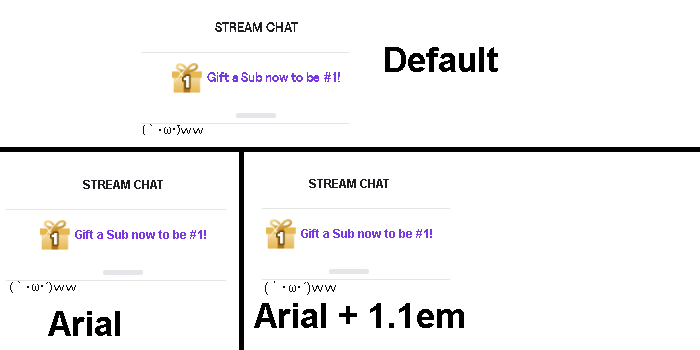 STREAM CHAT
1 Gift a Sub now to be #1!
(｀･ω･´)ｗｗ
Default
STREAM CHAT
1 Gift a Sub now to be #1!
(｀･ω･´)ｗｗ
Arial
STREAM CHAT
1 Gift a Sub now to be #1!
(｀･ω･´)ｗｗ
Arial + 1.1em